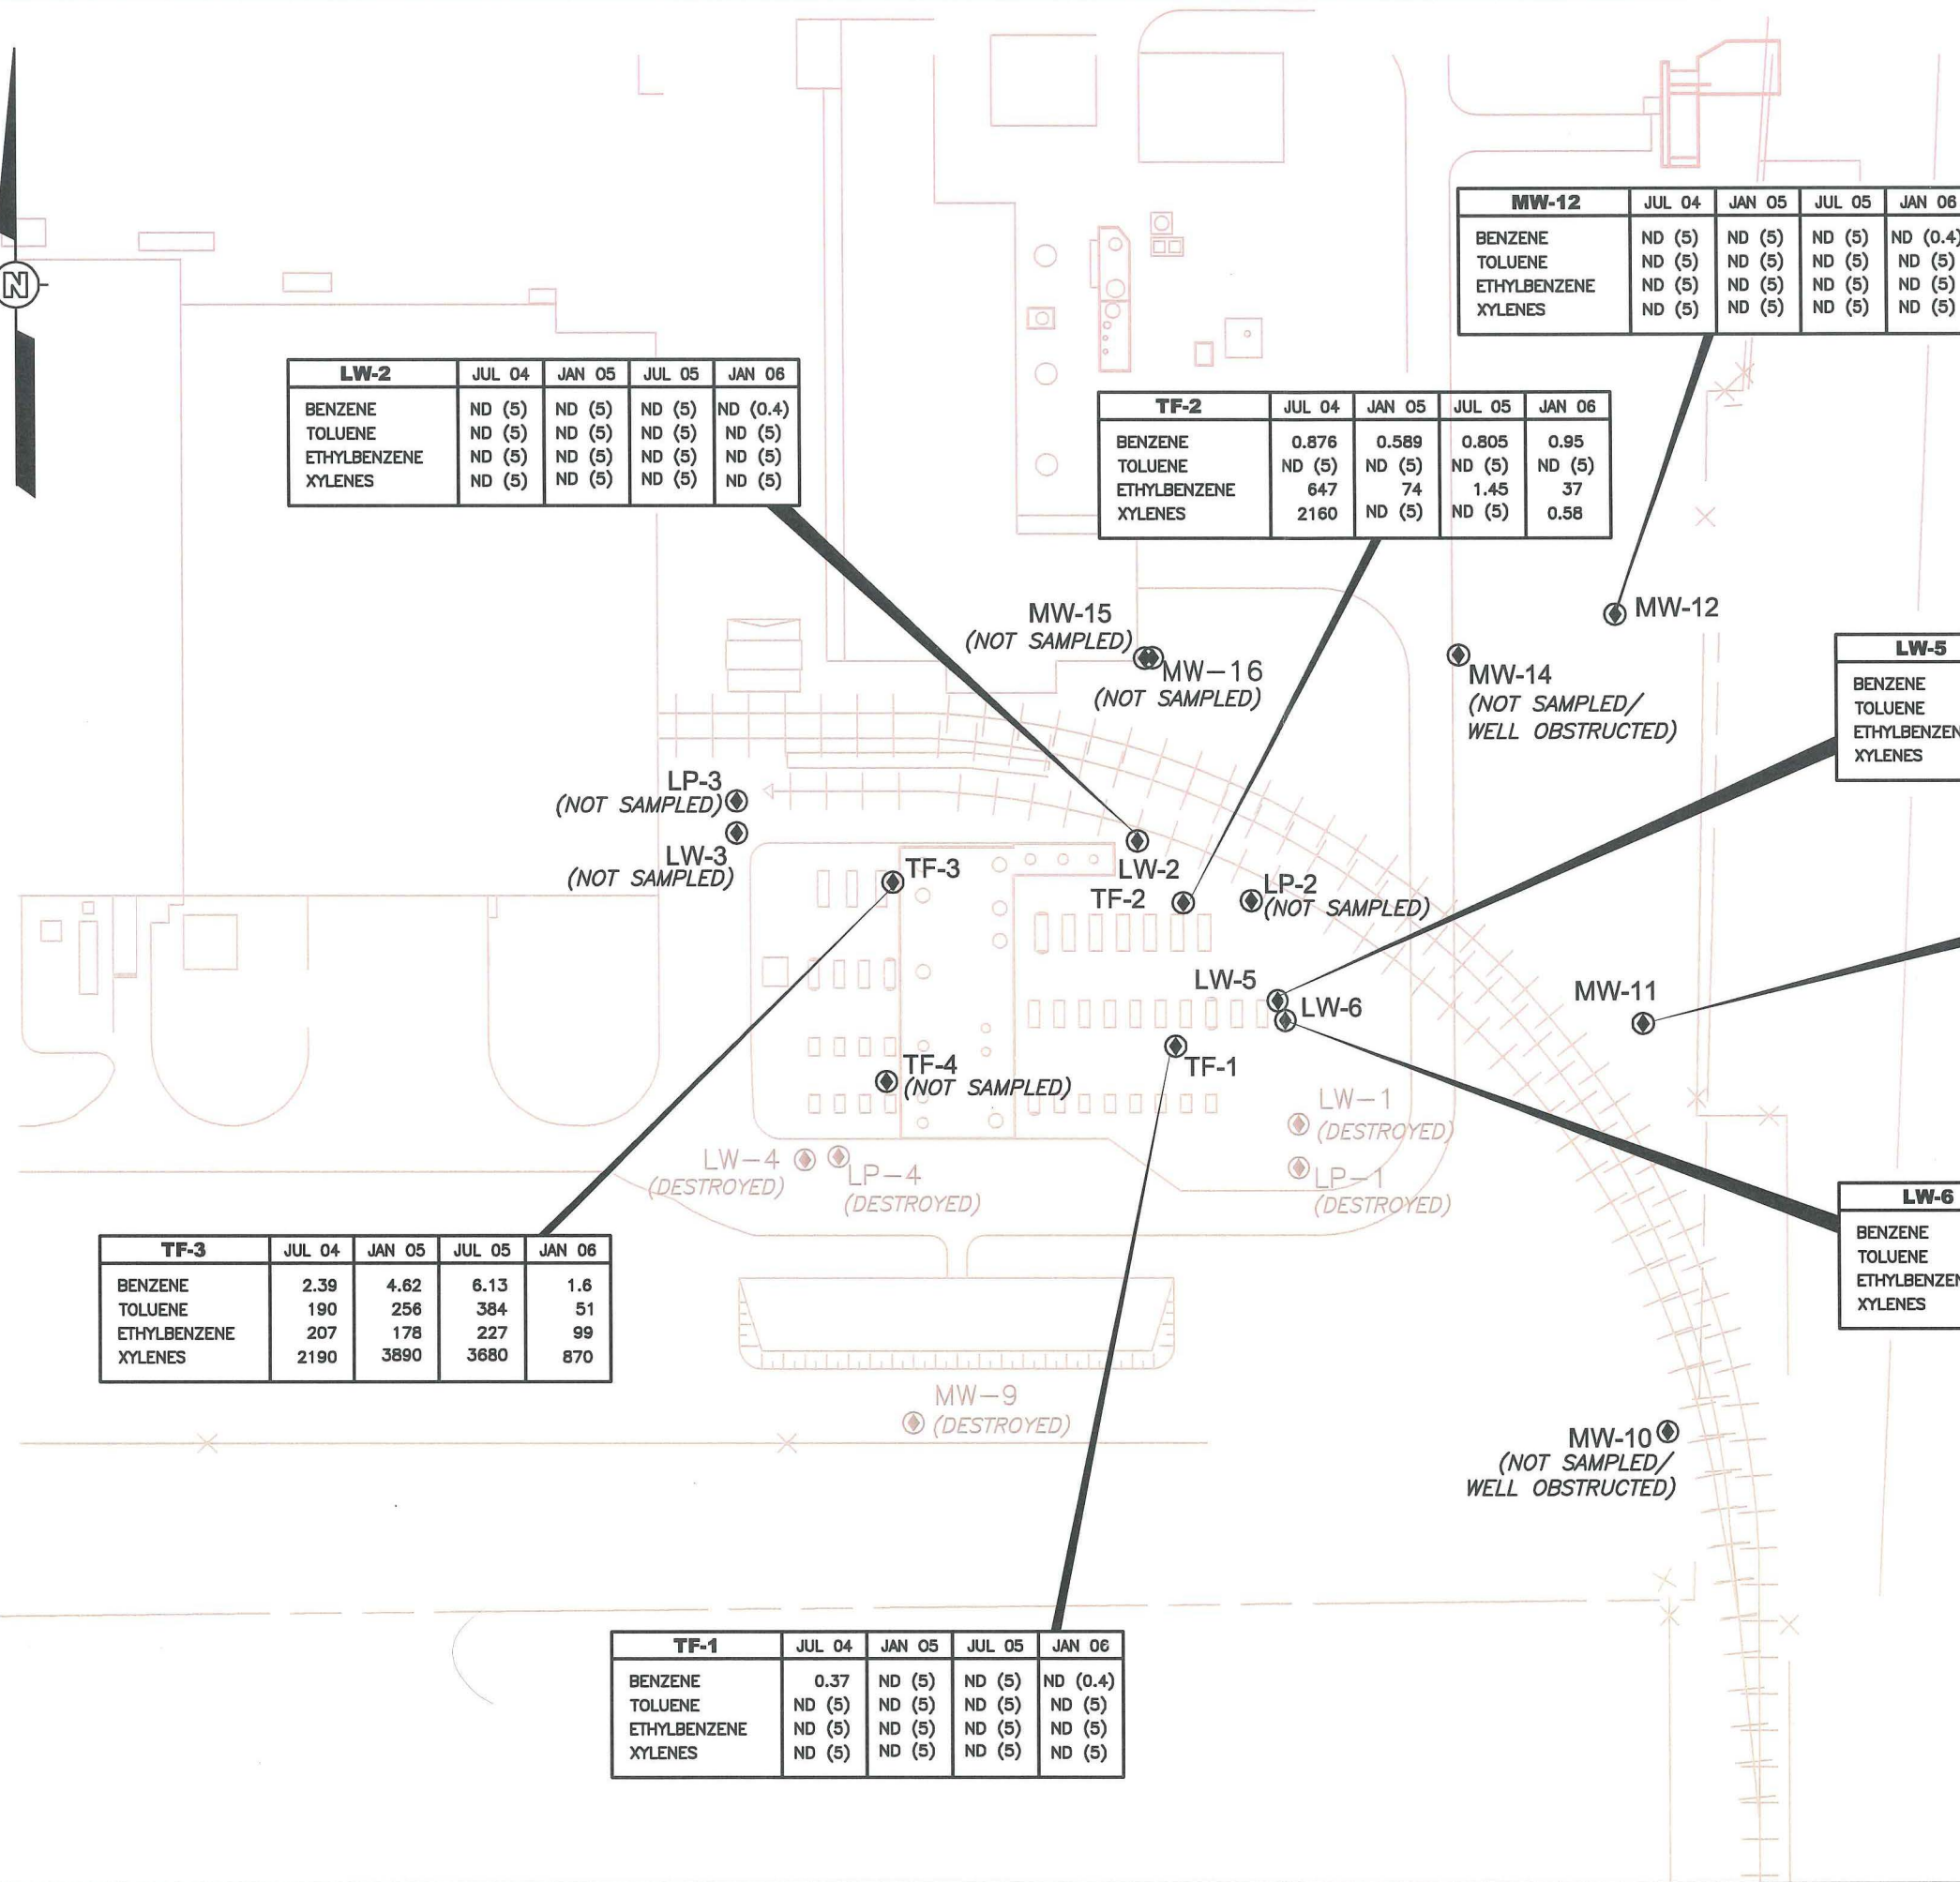 N
MW-12 JUL 04 JAN 05 JUL 05 JAN 06
BENZENE ND (5) ND (5) ND (5) ND (0.4)
TOLUENE ND (5) ND (5) ND (5) ND (5)
ETHYLBENZENE ND (5) ND (5) ND (5) ND (5)
XYLENES ND (5) ND (5) ND (5) ND (5)
LW-2 JUL 04 JAN 05 JUL 05 JAN 06
BENZENE ND (5) ND (5) ND (5) ND (0.4)
TOLUENE ND (5) ND (5) ND (5) ND (5)
ETHYLBENZENE ND (5) ND (5) ND (5) ND (5)
XYLENES ND (5) ND (5) ND (5) ND (5)
TF-2 JUL 04 JAN 05 JUL 05 JAN 06
BENZENE 0.876 0.589 0.805 0.95
TOLUENE ND (5) ND (5) ND (5) ND (5)
ETHYLBENZENE 647 74 1.45 37
XYLENES 2160 ND (5) ND (5) 0.58
MW-15
(NOT SAMPLED)
MW-16
(NOT SAMPLED)
MW-12
MW-14
(NOT SAMPLED/
WELL OBSTRUCTED)
LW-5
BENZENE
TOLUENE
ETHYLBENZEN
XYLENES
LP-3
(NOT SAMPLED)
LW-3
(NOT SAMPLED)
TF-3
LW-2
TF-2
LP-2
(NOT SAMPLED)
LW-5
LW-6
MW-11
TF-4
(NOT SAMPLED)
TF-1
LW-1
(DESTROYED)
LP-1
(DESTROYED)
LW-4
(DESTROYED)
LP-4
(DESTROYED)
LW-6
BENZENE
TOLUENE
ETHYLBENZEN
XYLENES
TF-3 JUL 04 JAN 05 JUL 05 JAN 06
BENZENE 2.39 4.62 6.13 1.6
TOLUENE 190 256 384 51
ETHYLBENZENE 207 178 227 99
XYLENES 2190 3890 3680 870
MW-9
(DESTROYED)
MW-10
(NOT SAMPLED/
WELL OBSTRUCTED)
TF-1 JUL 04 JAN 05 JUL 05 JAN 06
BENZENE 0.37 ND (5) ND (5) ND (0.4)
TOLUENE ND (5) ND (5) ND (5) ND (5)
ETHYLBENZENE ND (5) ND (5) ND (5) ND (5)
XYLENES ND (5) ND (5) ND (5) ND (5)